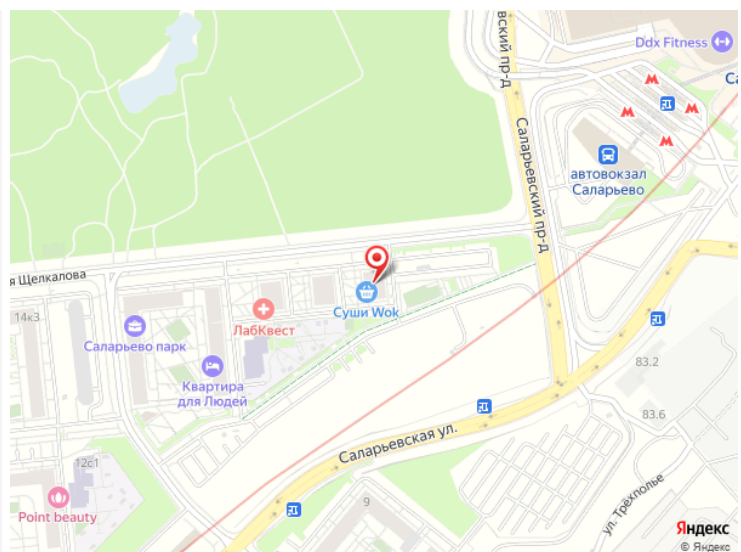 вский пр-д
Ddx Fitness
Са
Саларьевский пр-д
автовокзал
Саларьево
я Щелкалова
14к3
Суши Wok
ЛабКвест
Саларьево парк
Квартира
для Людей
83.2
83.6
Саларьевская ул.
12с1
Point beauty
9
ул. Трёхполье
Яндекс
© Яндекс